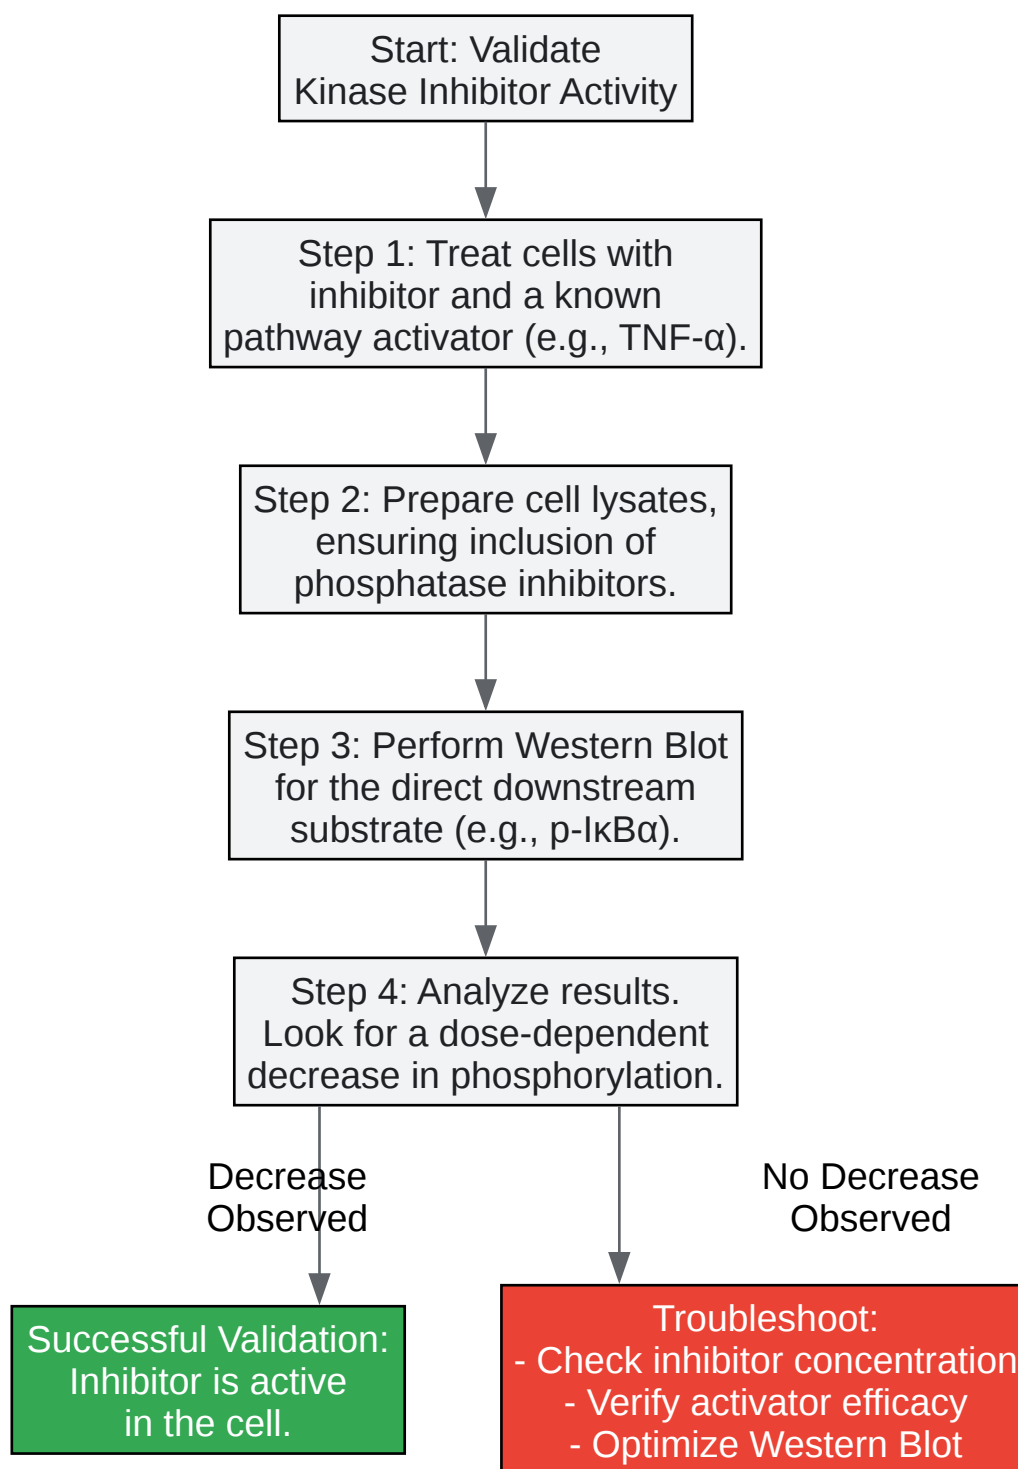 Start: Validate
Kinase Inhibitor Activity
Step 1: Treat cells with
inhibitor and a known
pathway activator (e.g., TNF-α).
Step 2: Prepare cell lysates,
ensuring inclusion of
phosphatase inhibitors.
Step 3: Perform Western Blot
for the direct downstream
substrate (e.g., p-IκBα).
Step 4: Analyze results.
Look for a dose-dependent
decrease in phosphorylation.
Decrease
Observed
No Decrease
Observed
Successful Validation:
Inhibitor is active
in the cell.
Troubleshoot:
- Check inhibitor concentration
- Verify activator efficacy
- Optimize Western Blot